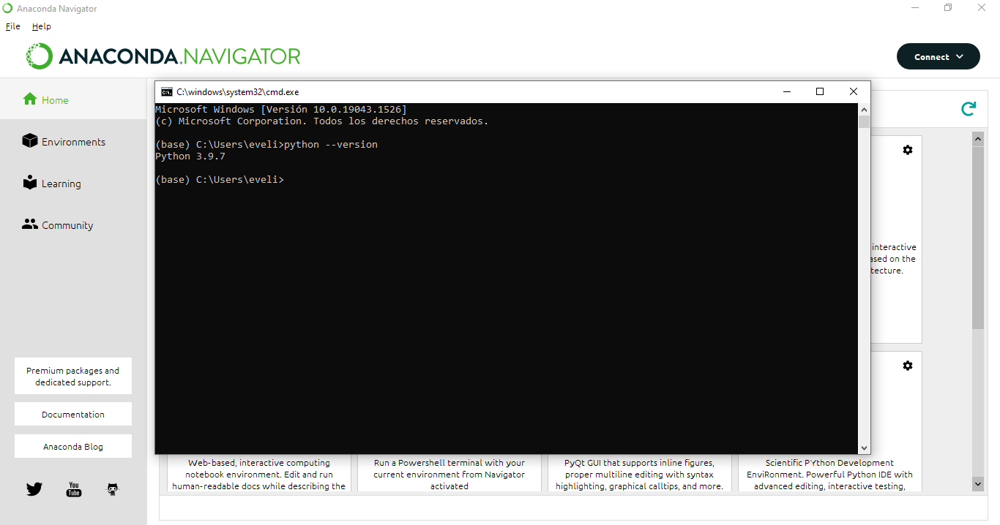 Anaconda Navigator
File Help
ANACONDA.NAVIGATOR
Connect
Home
Environments
Learning
Community
Premium packages and
dedicated support.
Documentation
Anaconda Blog
You
Tube
C:\windows\system32\cmd.exe
Microsoft Windows [Versión 10.0.19043.1526]
(c) Microsoft Corporation. Todos los derechos reservados.
(base) C:\Users\eveli>python --version
Python 3.9.7
(base) C:\Users\eveli>
interactive
ased on the
tecture.
Web-based, interactive computing
notebook environment. Edit and run
human-readable docs while describing the
Run a Powershell terminal with your
current environment from Navigator
activated
PyQt GUI that supports inline figures,
proper multiline editing with syntax
highlighting, graphical calltips, and more.
Scientific PYthon Development
EnviRonment. Powerful Python IDE with
advanced editing, interactive testing,